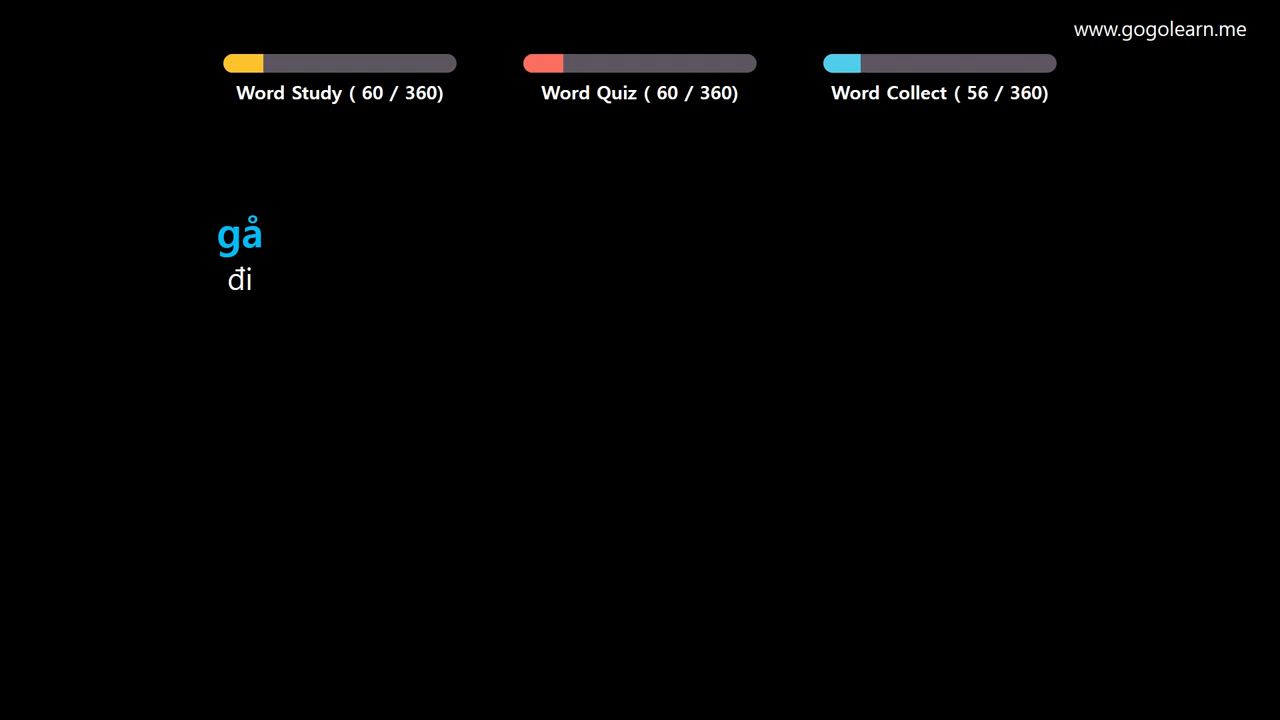 www.gogolearn.me
Word Study ( 60 / 360)
Word Quiz ( 60 / 360)
Word Collect ( 56 / 360)
gå
đi